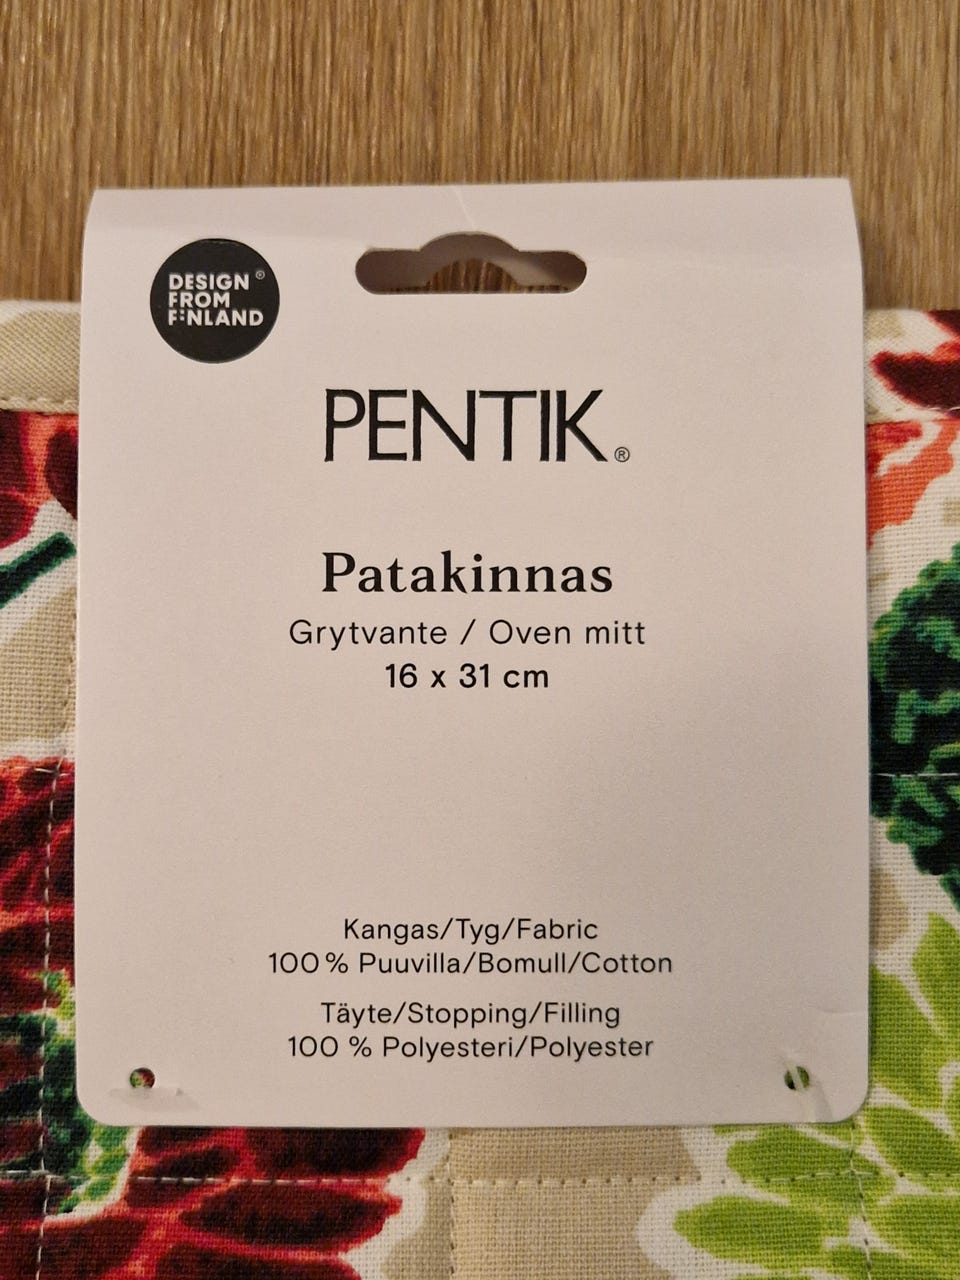 DESIGN®
FROM
FINLAND
PENTIK®
Patakinnas
Grytvante / Oven mitt
16 x 31 cm
Kangas/Tyg/Fabric
100 % Puuvilla/Bomull/Cotton
Täyte/Stopping/Filling
100 % Polyesteri/Polyester